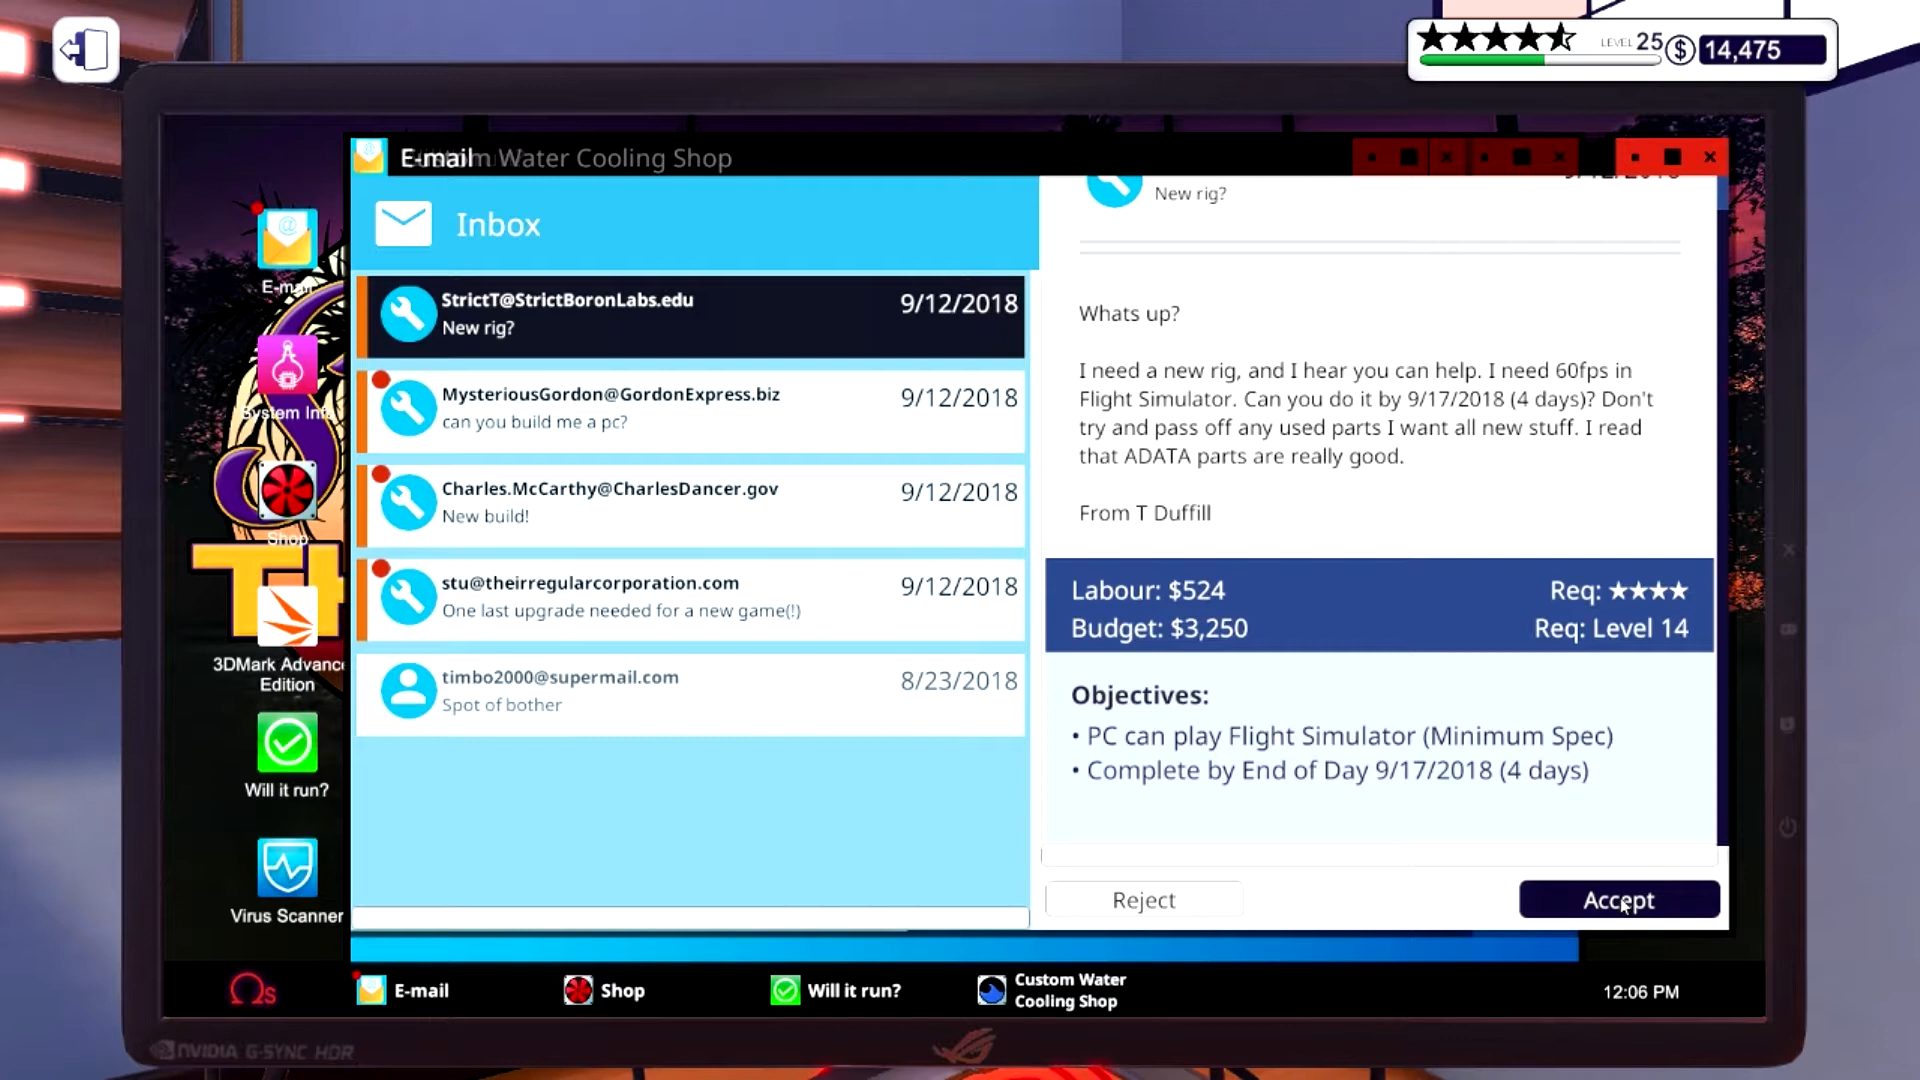 LEVEL 25
$ 14,475
E-mail
Water Cooling Shop
Inbox
StrictT@StrictBoronLabs.edu
9/12/2018
New rig?
MysteriousGordon@GordonExpress.biz
9/12/2018
can you build me a pc?
Charles.McCarthy@CharlesDancer.gov
9/12/2018
New build!
stu@theirregularcorporation.com
9/12/2018
One last upgrade needed for a new game(!)
timbo2000@supermail.com
8/23/2018
Spot of bother
9/12/2018
New rig?
Whats up?
I need a new rig, and I hear you can help. I need 60fps in
Flight Simulator. Can you do it by 9/17/2018 (4 days)? Don't
try and pass off any used parts I want all new stuff. I read
that ADATA parts are really good.
From T Duffill
Labour: $524
Req: ★★★★
Budget: $3,250
Req: Level 14
Objectives:
• PC can play Flight Simulator (Minimum Spec)
• Complete by End of Day 9/17/2018 (4 days)
Reject
Accept
E-mail
System Info
Shop
3DMark Advance
Edition
Will it run?
Virus Scanner
Ωs
E-mail
Shop
Will it run?
Custom Water
Cooling Shop
12:06 PM
NVIDIA G-SYNC HDR